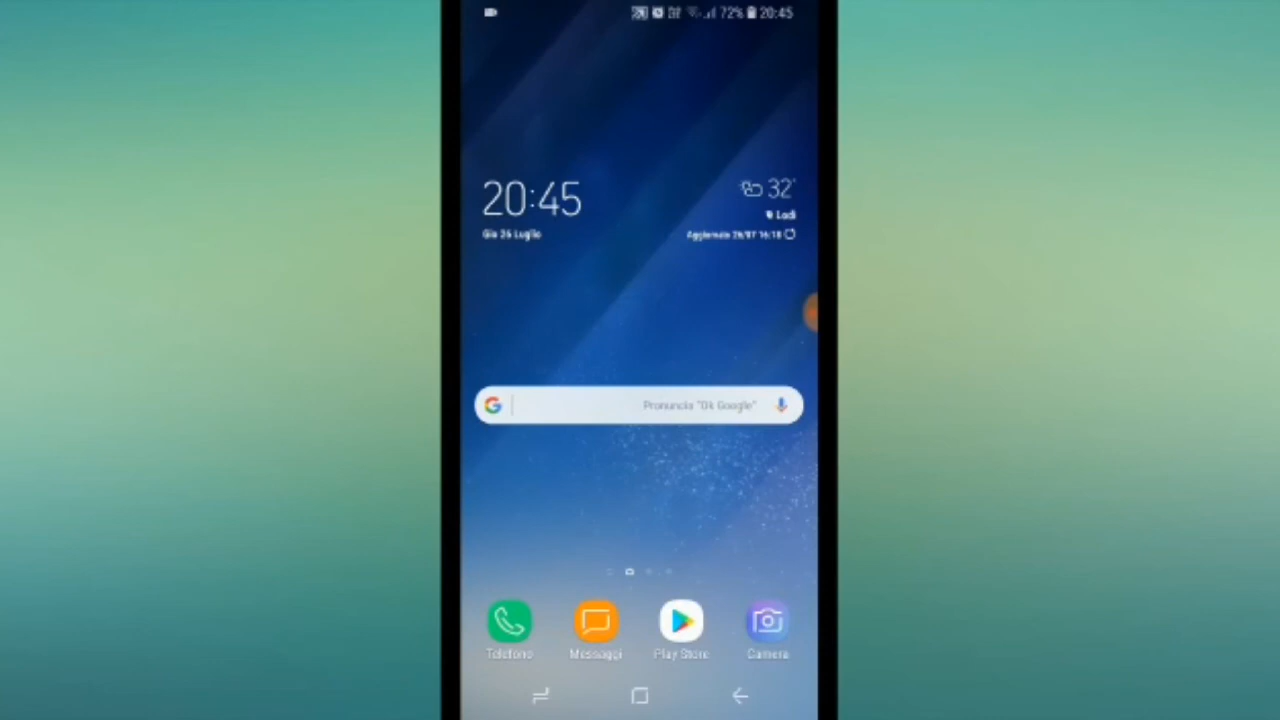 72% 20:45
20:45
Gio 26 Luglio
32°
Lodi
Aggiornato 26/07 16:18
Pronuncia "Ok Google"
Telefono
Messaggi
Play Store
Camera